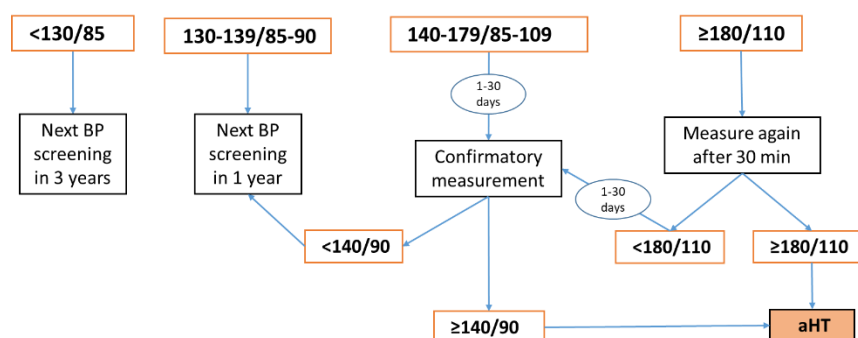 <130/85
130-139/85-90
140-179/85-109
≥180/110
1-30
days
Next BP
screening
in 3 years
Next BP
screening
in 1 year
Confirmatory
measurement
Measure again
after 30 min
1-30
days
<140/90
<180/110
≥180/110
≥140/90
aHT